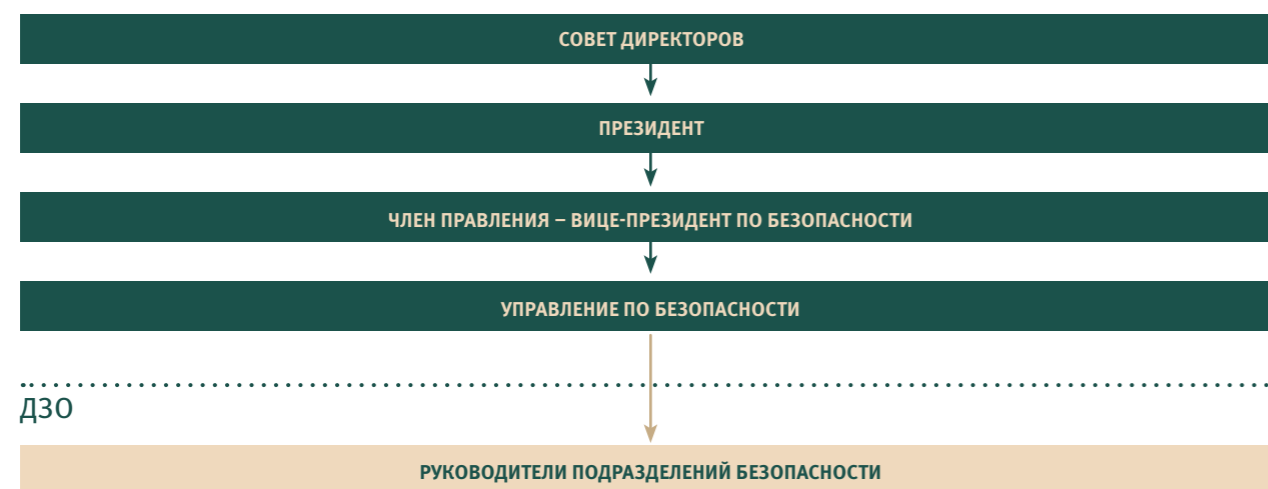 СОВЕТ ДИРЕКТОРОВ
ПРЕЗИДЕНТ
ЧЛЕН ПРАВЛЕНИЯ – ВИЦЕ-ПРЕЗИДЕНТ ПО БЕЗОПАСНОСТИ
УПРАВЛЕНИЕ ПО БЕЗОПАСНОСТИ
ДЗО
РУКОВОДИТЕЛИ ПОДРАЗДЕЛЕНИЙ БЕЗОПАСНОСТИ